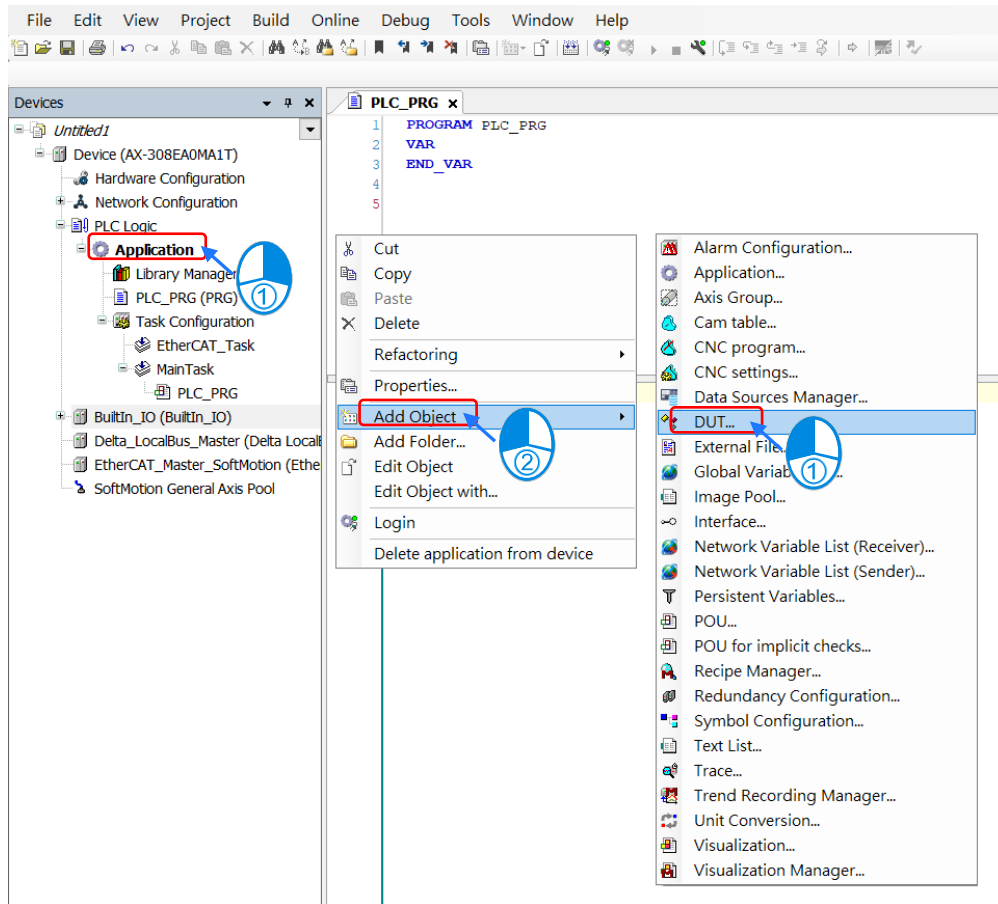 File Edit View Project Build Online Debug Tools Window Help
Devices
Untitled1
Device (AX-308EA0MA1T)
Hardware Configuration
Network Configuration
PLC Logic
Application
Library Manager
PLC_PRG (PRG)
Task Configuration
EtherCAT_Task
MainTask
PLC_PRG
BuiltIn_IO (BuiltIn_IO)
Delta_LocalBus_Master (Delta Local
EtherCAT_Master_SoftMotion (Ethe
SoftMotion General Axis Pool
1
PLC_PRG
1 PROGRAM PLC_PRG
2 VAR
3 END_VAR
4
5
Cut
Copy
Paste
Delete
Refactoring
Properties...
Add Object
Add Folder...
Edit Object
Edit Object with...
Login
Delete application from device
2
Alarm Configuration...
Application...
Axis Group...
Cam table...
CNC program...
CNC settings...
Data Sources Manager...
DUT...
External File...
Global Variab
Image Pool...
Interface...
Network Variable List (Receiver)...
Network Variable List (Sender)...
Persistent Variables...
POU...
POU for implicit checks...
Recipe Manager...
Redundancy Configuration...
Symbol Configuration...
Text List...
Trace...
Trend Recording Manager...
Unit Conversion...
Visualization...
Visualization Manager...
1